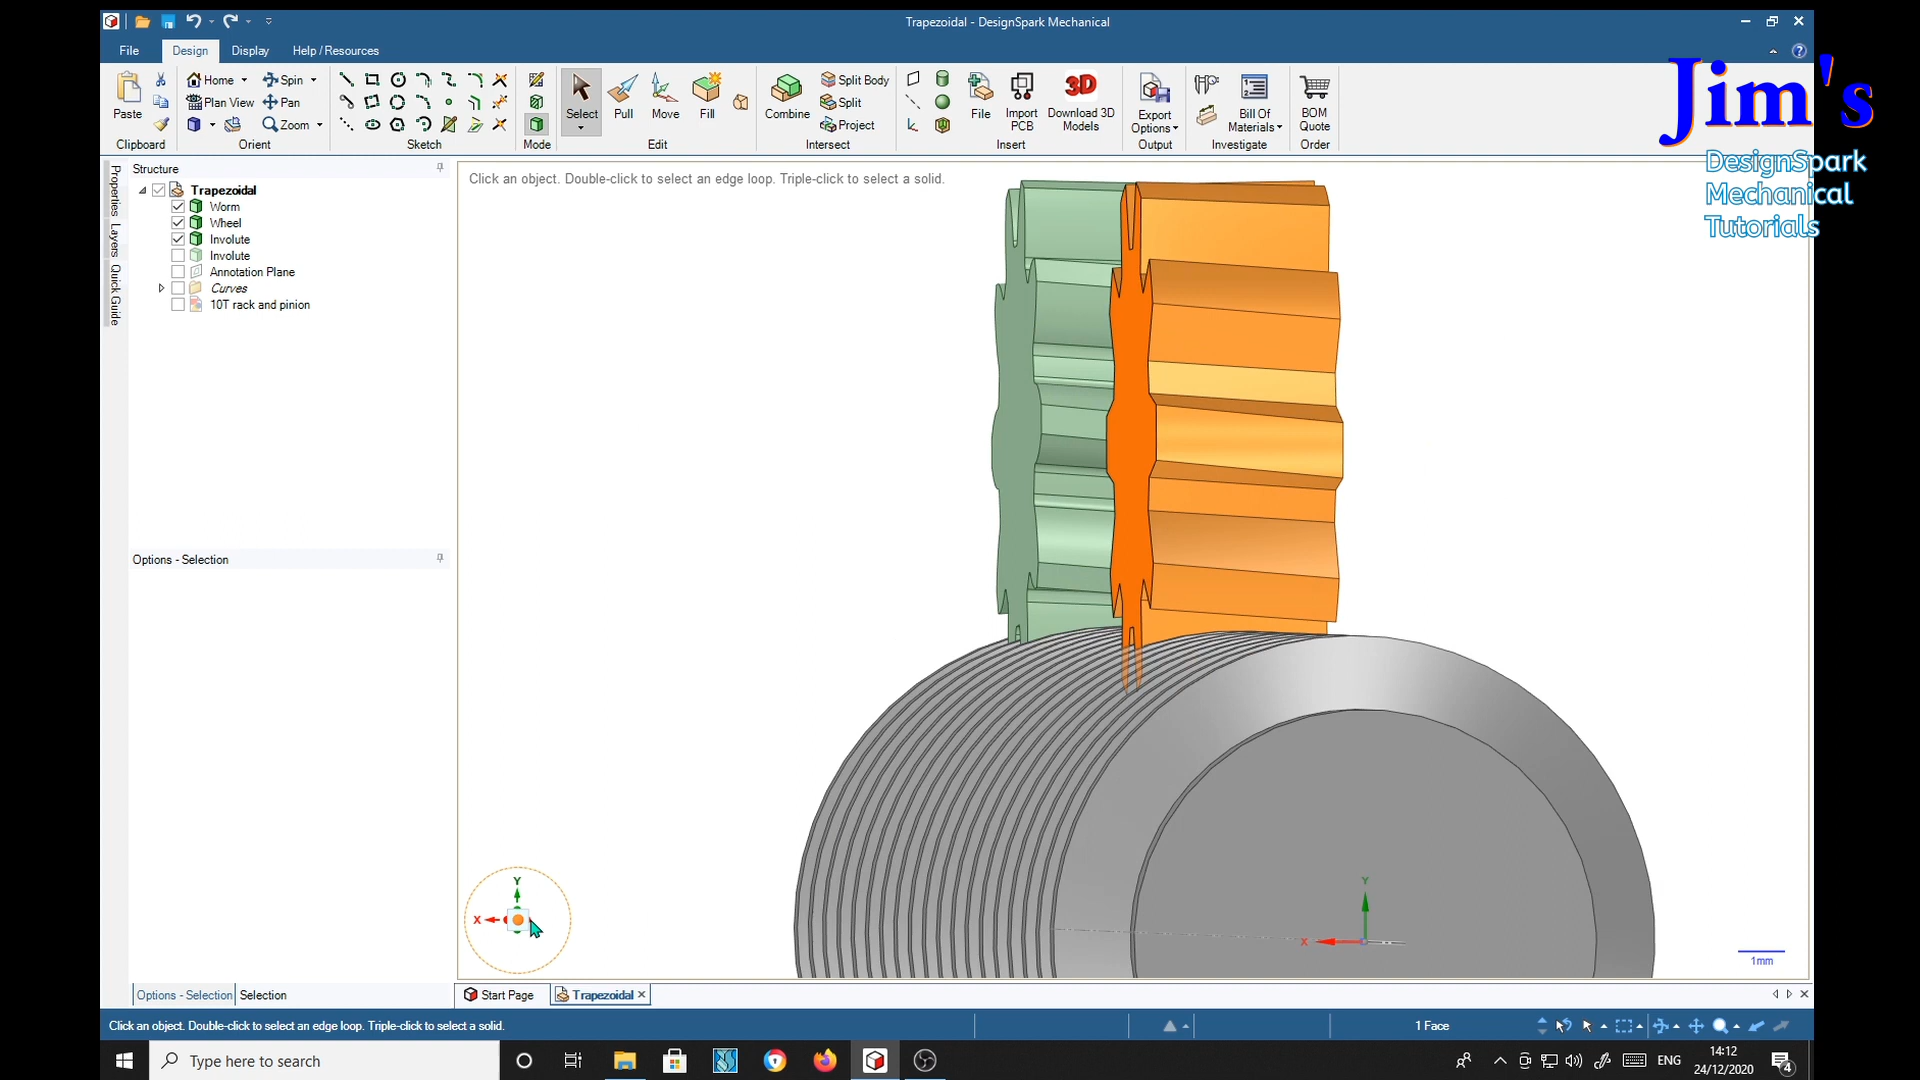 Trapezoidal - DesignSpark Mechanical
File Design Display Help / Resources
Jim's
DesignSpark
Mechanical
Tutorials
Paste
Clipboard
Home Spin
Plan View Pan
Zoom
Orient
Sketch
Mode
Select Pull Move Fill
Edit
Combine
Split Body
Split
Project
Intersect
File
Import
PCB
3D
Download 3D
Models
Insert
Export
Options
Output
Bill Of
Materials
Investigate
BOM
Quote
Order
Properties
Layers
Quick Guide
Structure
Trapezoidal
Worm
Wheel
Involute
Involute
Annotation Plane
Curves
10T rack and pinion
Options - Selection
Click an object. Double-click to select an edge loop. Triple-click to select a solid.
Y
X
Y
X
1mm
Options - Selection Selection
Start Page Trapezoidal
Click an object. Double-click to select an edge loop. Triple-click to select a solid.
1 Face
Type here to search
ENG
14:12
24/12/2020
4